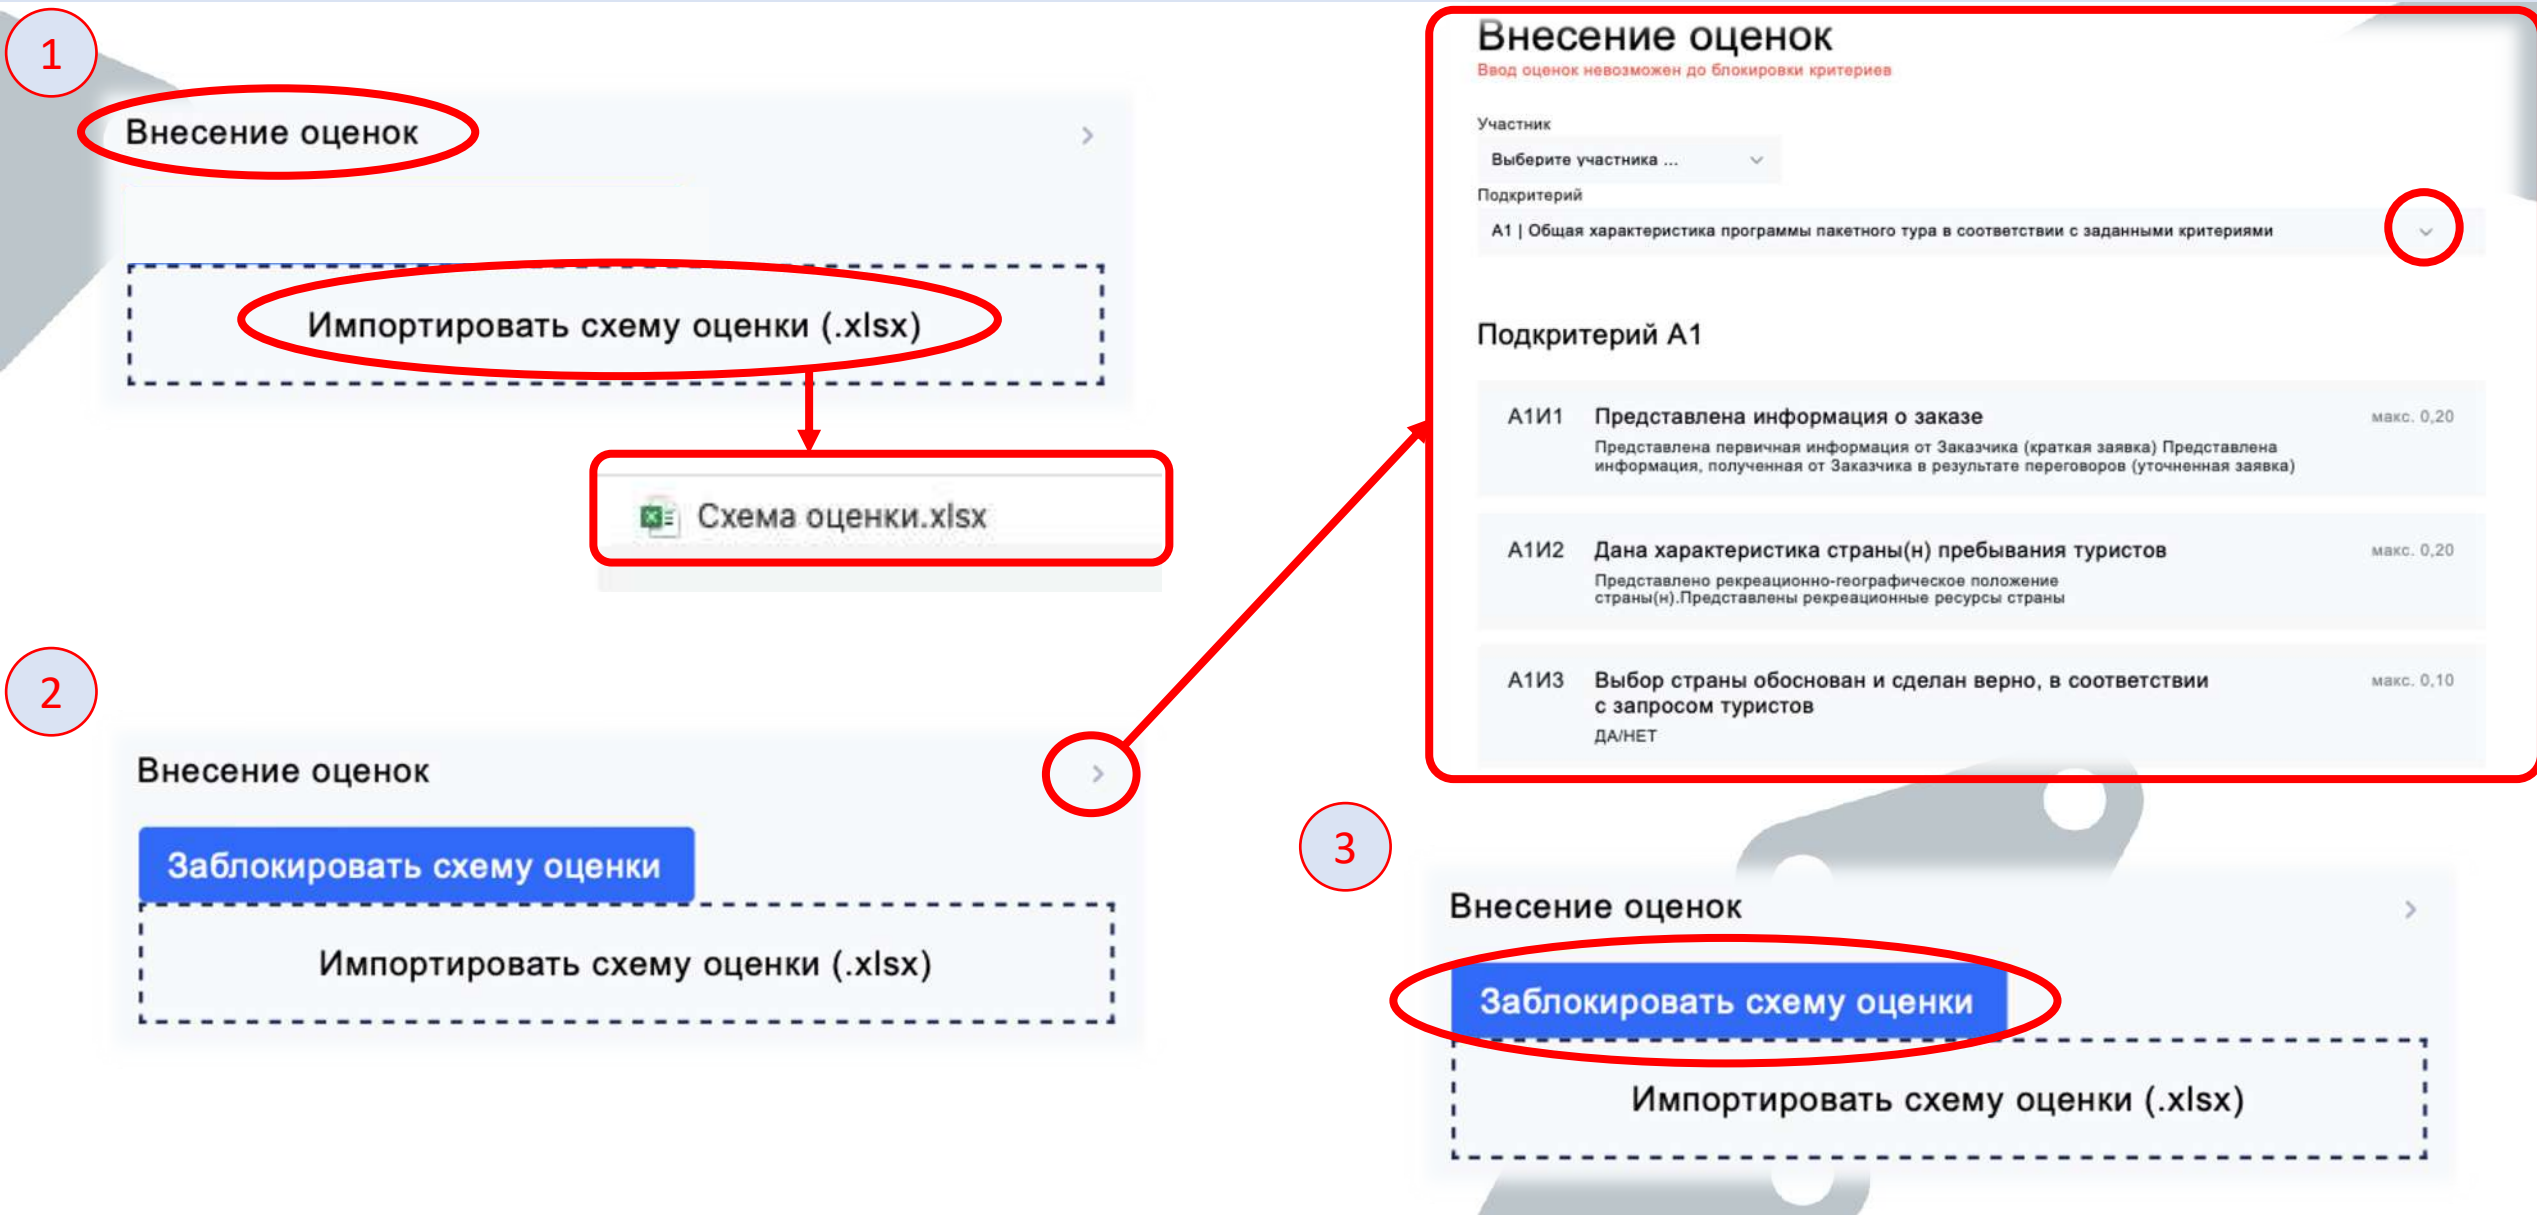 1
Внесение оценок
Импортировать схему оценки (.xlsx)
Схема оценки.xlsx
2
Внесение оценок
Заблокировать схему оценки
Импортировать схему оценки (.xlsx)
Внесение оценок
Ввод оценок невозможен до блокировки критериев
Участник
Выберите участника ...
Подкритерий
А1 | Общая характеристика программы пакетного тура в соответствии с заданными критериями
Подкритерий А1
А1И1 Представлена информация о заказе макс. 0,20
Представлена первичная информация от Заказчика (краткая заявка) Представлена
информация, полученная от Заказчика в результате переговоров (уточненная заявка)
А1И2 Дана характеристика страны(н) пребывания туристов макс. 0,20
Представлено рекреационно-географическое положение
страны(н).Представлены рекреационные ресурсы страны
А1И3 Выбор страны обоснован и сделан верно, в соответствии макс. 0,10
с запросом туристов
ДА/НЕТ
3
Внесение оценок
Заблокировать схему оценки
Импортировать схему оценки (.xlsx)